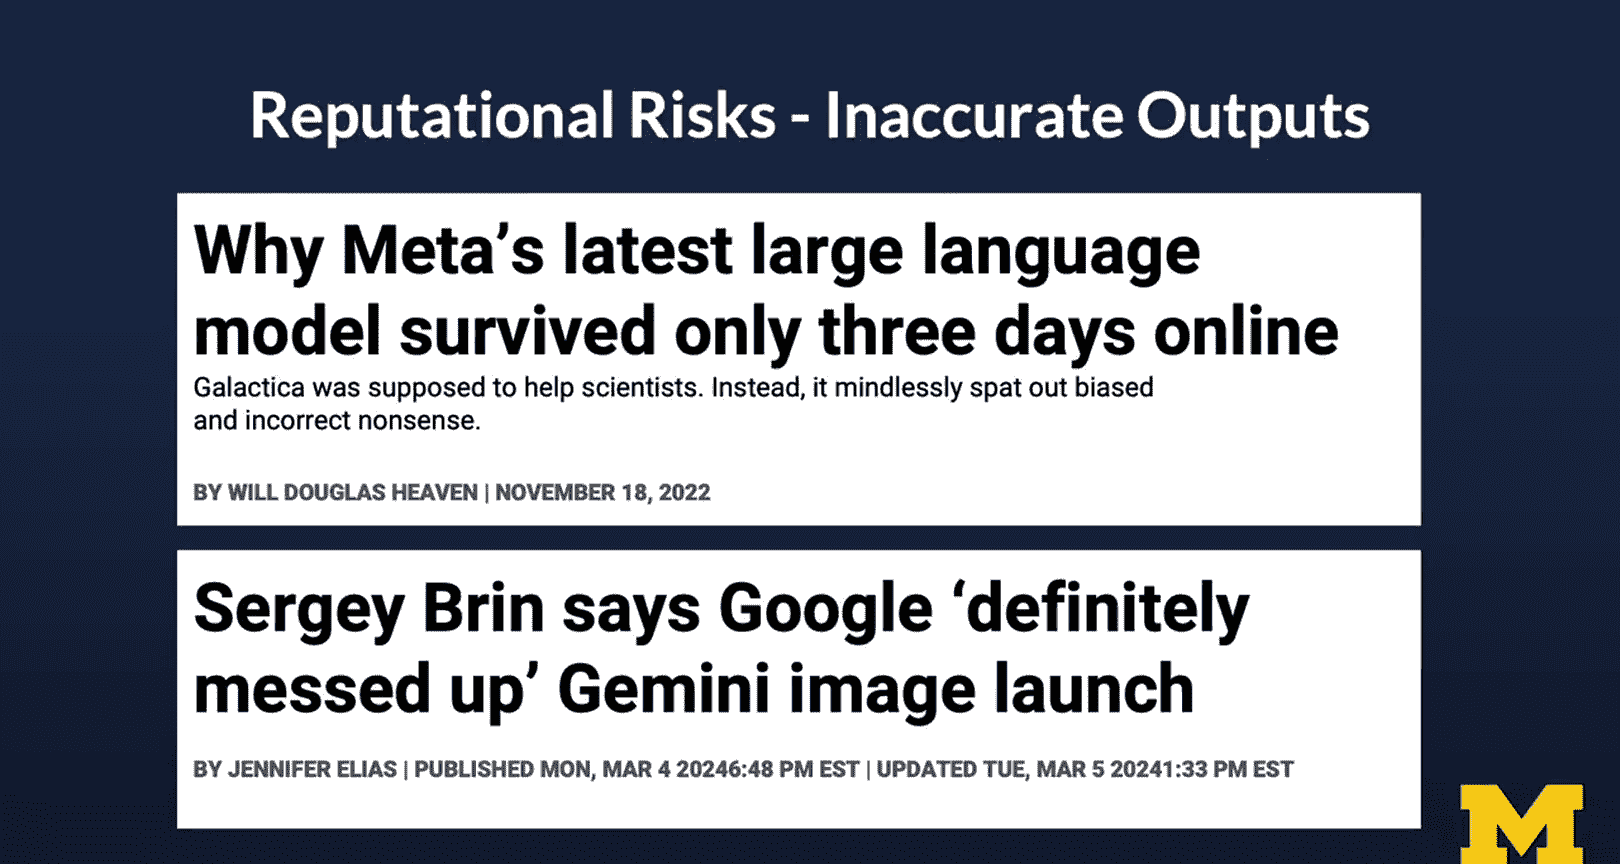 Reputational Risks - Inaccurate Outputs
Why Meta’s latest large language
model survived only three days online
Galactica was supposed to help scientists. Instead, it mindlessly spat out biased
and incorrect nonsense.
BY WILL DOUGLAS HEAVEN | NOVEMBER 18, 2022
Sergey Brin says Google ‘definitely
messed up’ Gemini image launch
BY JENNIFER ELIAS | PUBLISHED MON, MAR 4 20246:48 PM EST | UPDATED TUE, MAR 5 20241:33 PM EST
M